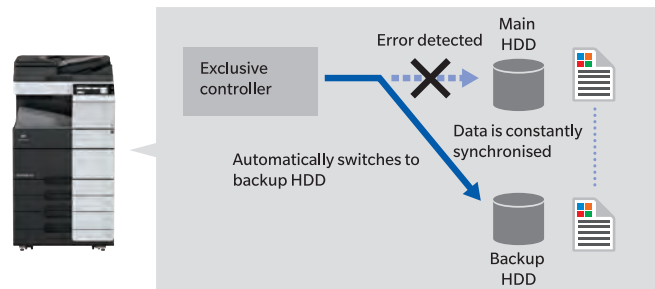 Main
HDD
Error detected
Exclusive
controller
Data is constantly
synchronised
Automatically switches to
backup HDD
Backup
HDD